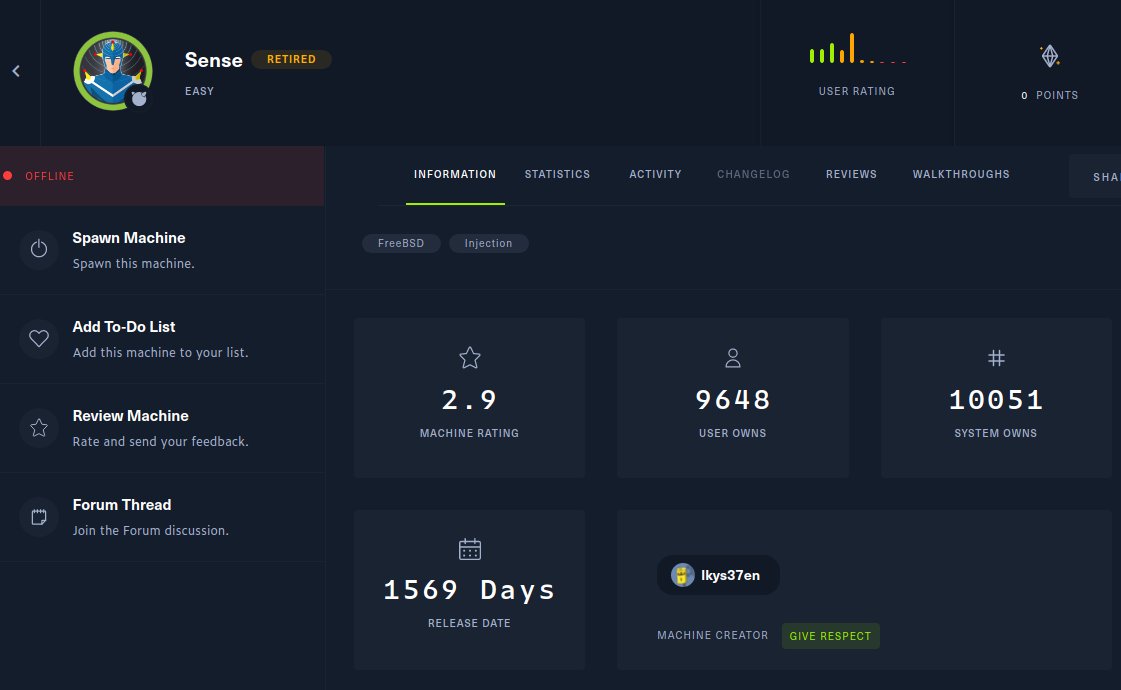 Sense RETIRED
EASY
USER RATING
0 POINTS
OFFLINE
Spawn Machine
Spawn this machine.
Add To-Do List
Add this machine to your list.
Review Machine
Rate and send your feedback.
Forum Thread
Join the Forum discussion.
INFORMATION STATISTICS ACTIVITY CHANGELOG REVIEWS WALKTHROUGHS SHA
FreeBSD Injection
2.9
MACHINE RATING
9648
USER OWNS
10051
SYSTEM OWNS
1569 Days
RELEASE DATE
lkys37en
MACHINE CREATOR GIVE RESPECT